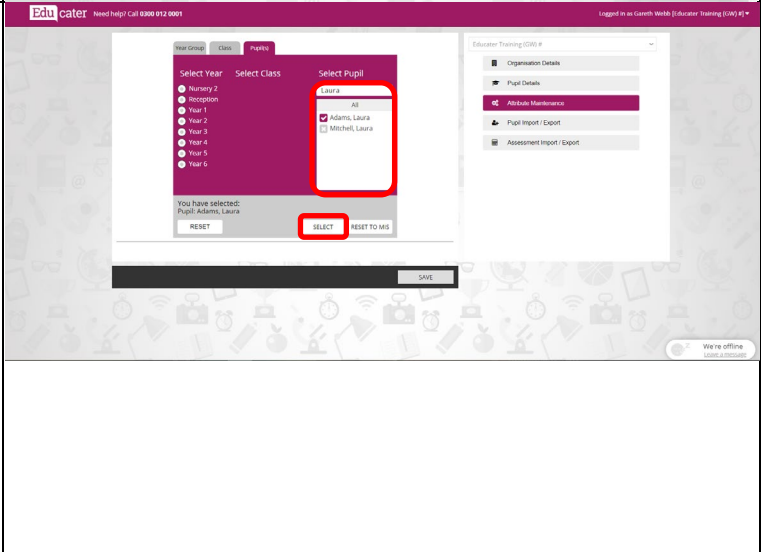 Edu cater Need help? Call 0300 012 0001
Logged in as Gareth Webb [Educater Training (GW) #]
Year Group Class Pupil(s)
Select Year Select Class Select Pupil
Nursery 2
Reception
Year 1
Year 2
Year 3
Year 4
Year 5
Year 6
Laura
All
Adams, Laura
Mitchell, Laura
You have selected:
Pupil: Adams, Laura
RESET SELECT RESET TO MIS
SAVE
Educater Training (GW) #
Organisation Details
Pupil Details
Attribute Maintenance
Pupil Import / Export
Assessment Import / Export
We're offline
Leave a message